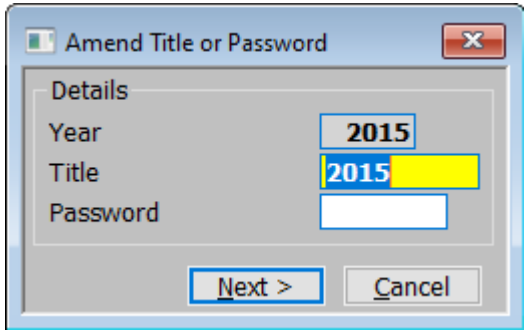 Amend Title or Password
Details
Year 2015
Title 2015
Password
Next > Cancel